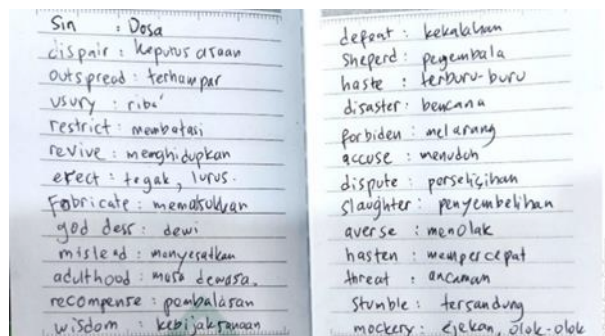 Sin : Dosa
dispair : keputus asaan
outspread : terhampar
usury : riba'
restrict : membatasi
revive : menghidupkan
erect : tegak, lurus.
Fabricate : memalsukan
god dess : dewi
mislead : menyesatkan
adulthood : masa dewasa.
recompense : pembalasan
wisdom : kebijaksanaan
defeat : kekalahan
sheperd : pegembala
haste : terburu-buru
disaster : bencana
forbiden : melarang
accuse : menuduh
dispute : perselisihan
slaughter : penyembelihan
averse : menolak
hasten : mempercepat
threat : ancaman
Stumble : tersandung
mockery : ejekan, olok-olok